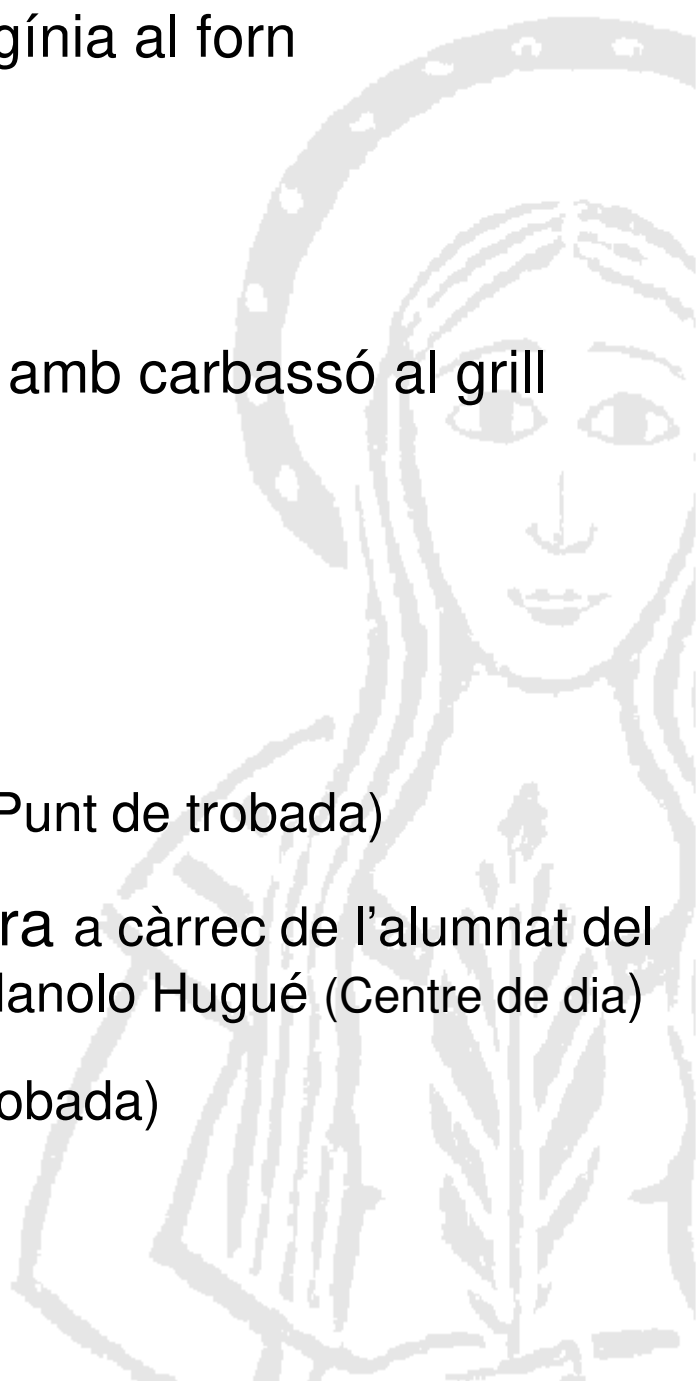 gínia al forn
amb carbassó al grill
Punt de trobada)
ra a càrrec de l'alumnat del
Manolo Hugué (Centre de dia)
obada)